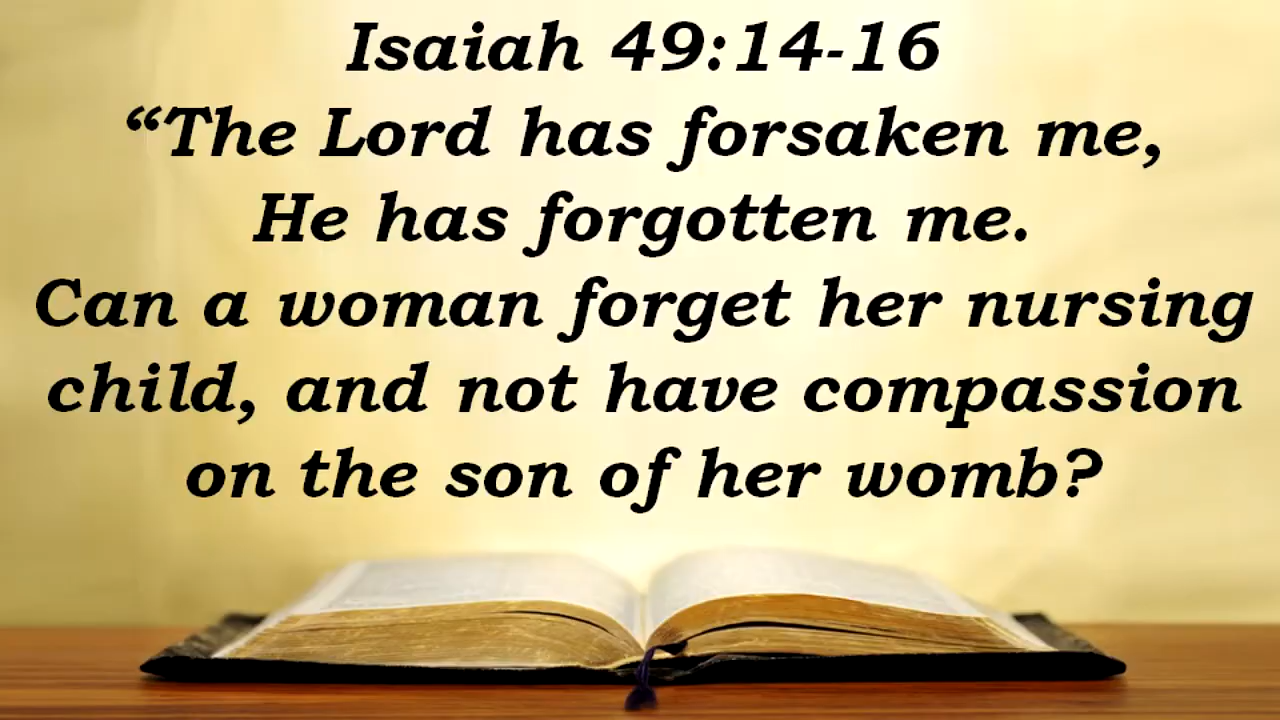 Isaiah 49:14-16
“The Lord has forsaken me,
He has forgotten me.
Can a woman forget her nursing
child, and not have compassion
on the son of her womb?